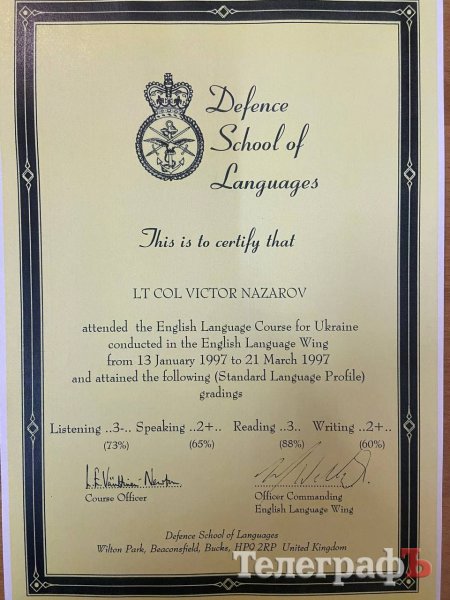 Defence
School of
Languages
This is to certify that
LT COL VICTOR NAZAROV
attended the English Language Course for Ukraine
conducted in the English Language Wing
from 13 January 1997 to 21 March 1997
and attained the following (Standard Language Profile)
gradings
Listening ..3-.. Speaking ..2+.. Reading ..3.. Writing ..2+..
(73%) (65%) (88%) (60%)
Course Officer
Officer Commanding
English Language Wing
Defence School of Languages
Wilton Park, Beaconsfield, Bucks, HP9 2RP United Kingdom
ТелеграфЪ